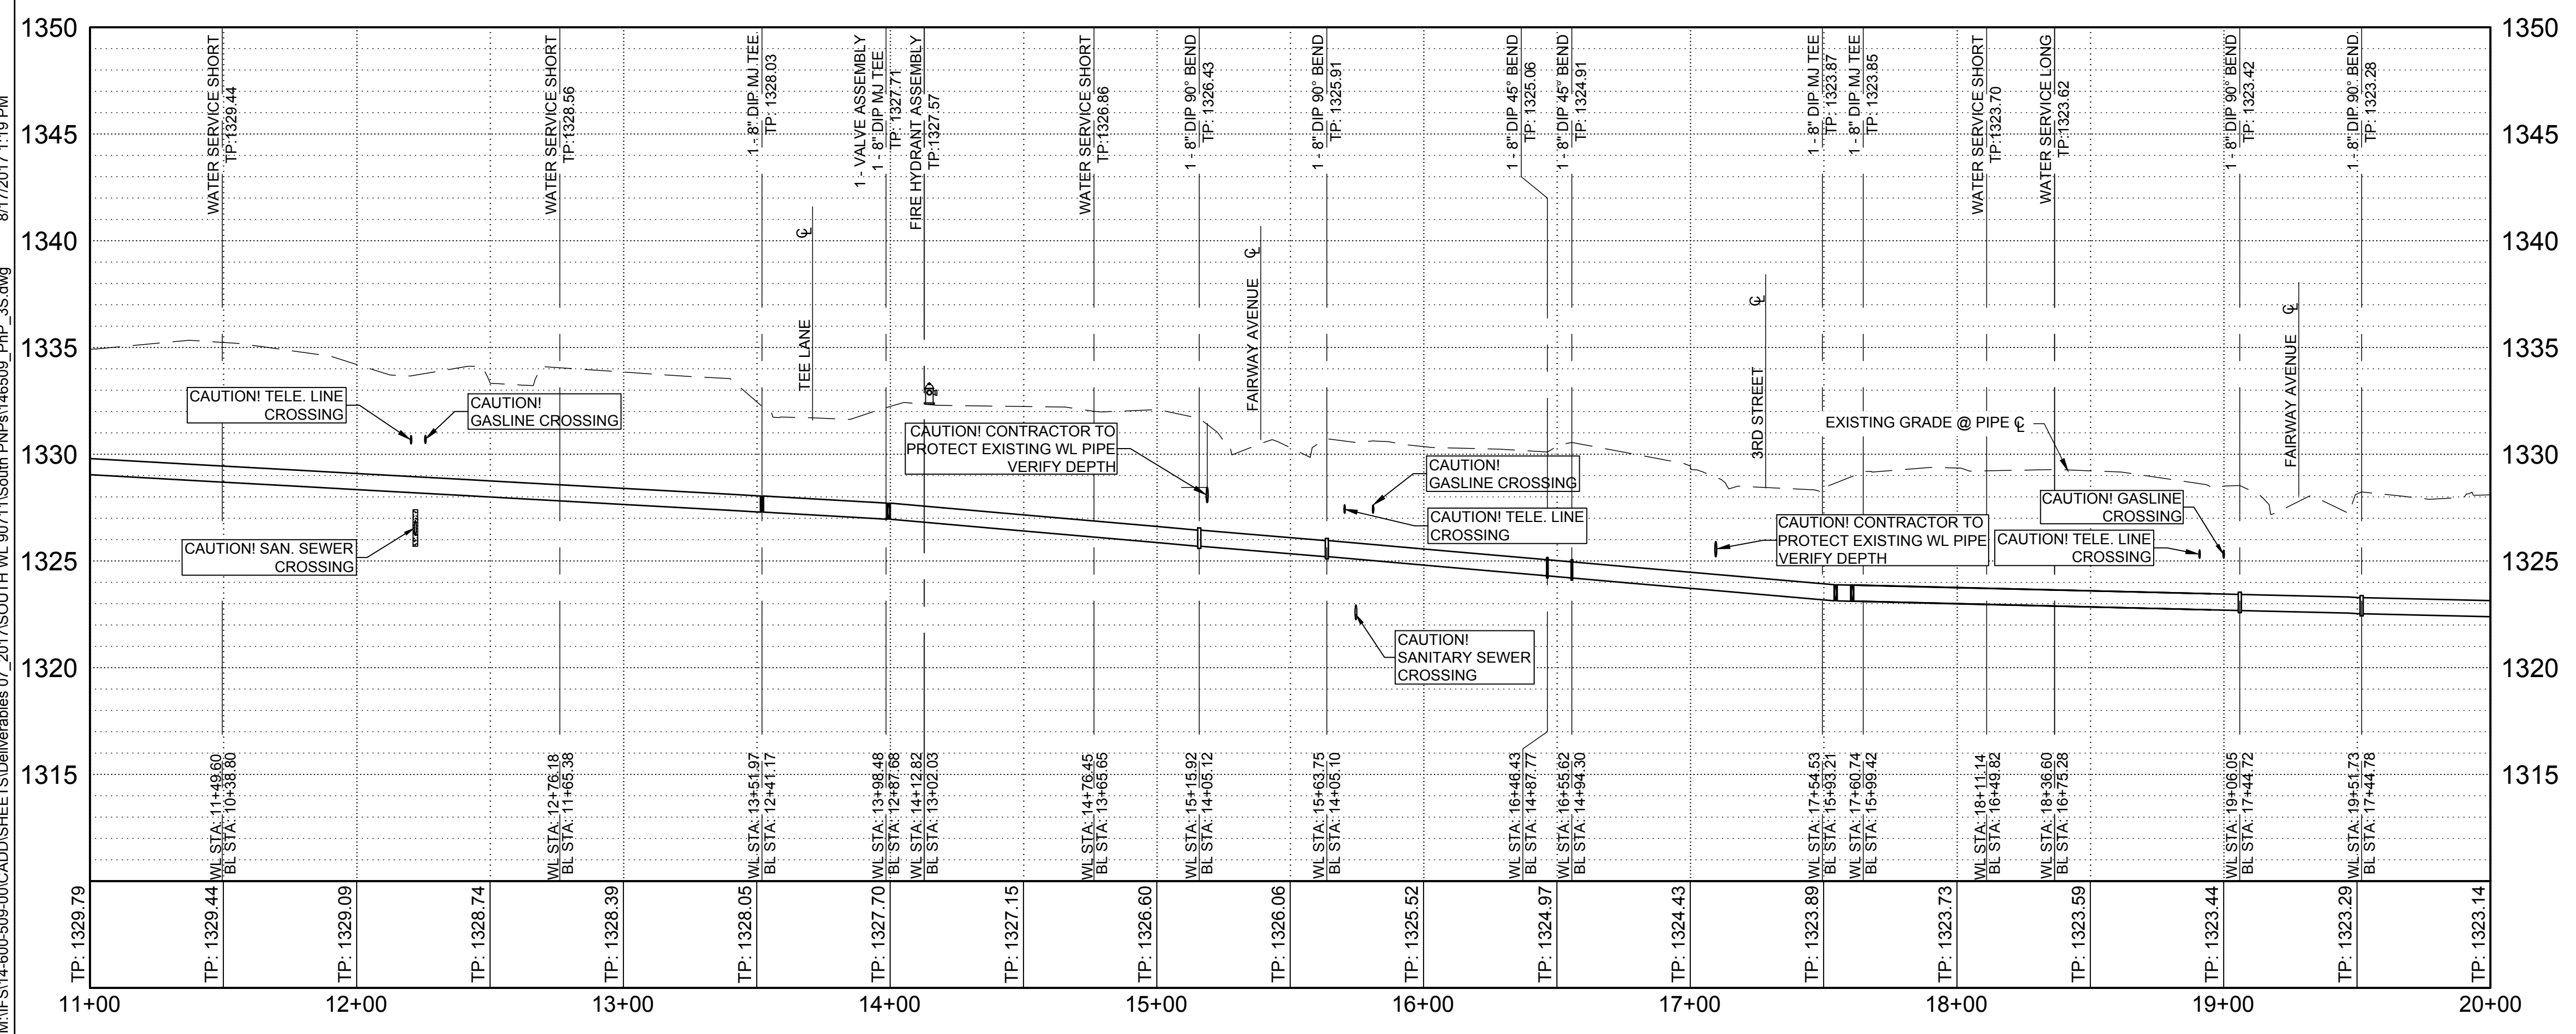 1350
1345
1340
1335
1330
1325
1320
1315
1350
1345
1340
1335
1330
1325
1320
1315
8/17/2017 1:19 PM
WATER SERVICE SHORT
TP:1329.44
WATER SERVICE SHORT
TP:1328.56
1 - 8" DIP MJ TEE
TP: 1328.03
1 - VALVE ASSEMBLY
1 - 8" DIP MJ TEE
TP: 1327.71
FIRE HYDRANT ASSEMBLY
TP:1327.57
WATER SERVICE SHORT
TP:1326.86
1 - 8" DIP 90° BEND
TP: 1326.43
1 - 8" DIP 90° BEND
TP: 1325.91
1 - 8" DIP 45° BEND
TP: 1325.06
1 - 8" DIP 45° BEND
TP: 1324.91
1 - 8" DIP MJ TEE
TP: 1323.87
1 - 8" DIP MJ TEE
TP: 1323.85
WATER SERVICE SHORT
TP:1323.70
WATER SERVICE LONG
TP:1323.62
1 - 8" DIP 90° BEND
TP: 1323.42
1 - 8" DIP 90° BEND
TP: 1323.28
TEE LANE
℄
FAIRWAY AVENUE
℄
3RD STREET
℄
FAIRWAY AVENUE
℄
CAUTION! TELE. LINE
CROSSING
CAUTION!
GASLINE CROSSING
CAUTION! SAN. SEWER
CROSSING
CAUTION! CONTRACTOR TO
PROTECT EXISTING WL PIPE
VERIFY DEPTH
CAUTION!
GASLINE CROSSING
CAUTION! TELE. LINE
CROSSING
CAUTION!
SANITARY SEWER
CROSSING
EXISTING GRADE @ PIPE ℄
CAUTION! CONTRACTOR TO
PROTECT EXISTING WL PIPE
VERIFY DEPTH
CAUTION! GASLINE
CROSSING
CAUTION! TELE. LINE
CROSSING
WL STA: 11+49.60
BL STA: 10+38.80
WL STA: 12+76.18
BL STA: 11+65.38
WL STA: 13+51.97
BL STA: 12+41.17
WL STA: 13+98.48
BL STA: 12+87.68
WL STA: 14+12.82
BL STA: 13+02.03
WL STA: 14+76.45
BL STA: 13+65.65
WL STA: 15+15.92
BL STA: 14+05.12
WL STA: 15+63.75
BL STA: 14+05.10
WL STA: 16+46.43
BL STA: 14+87.77
WL STA: 16+55.62
BL STA: 14+94.30
WL STA: 17+54.53
BL STA: 15+93.21
WL STA: 17+60.74
BL STA: 15+99.42
WL STA: 18+11.14
BL STA: 16+49.82
WL STA: 18+36.60
BL STA: 16+75.28
WL STA: 19+06.05
BL STA: 17+44.72
WL STA: 19+51.73
BL STA: 17+44.78
TP: 1329.79
TP: 1329.44
TP: 1329.09
TP: 1328.74
TP: 1328.39
TP: 1328.05
TP: 1327.70
TP: 1327.15
TP: 1326.60
TP: 1326.06
TP: 1325.52
TP: 1324.97
TP: 1324.43
TP: 1323.89
TP: 1323.73
TP: 1323.59
TP: 1323.44
TP: 1323.29
TP: 1323.14
11+00
12+00
13+00
14+00
15+00
16+00
17+00
18+00
19+00
20+00